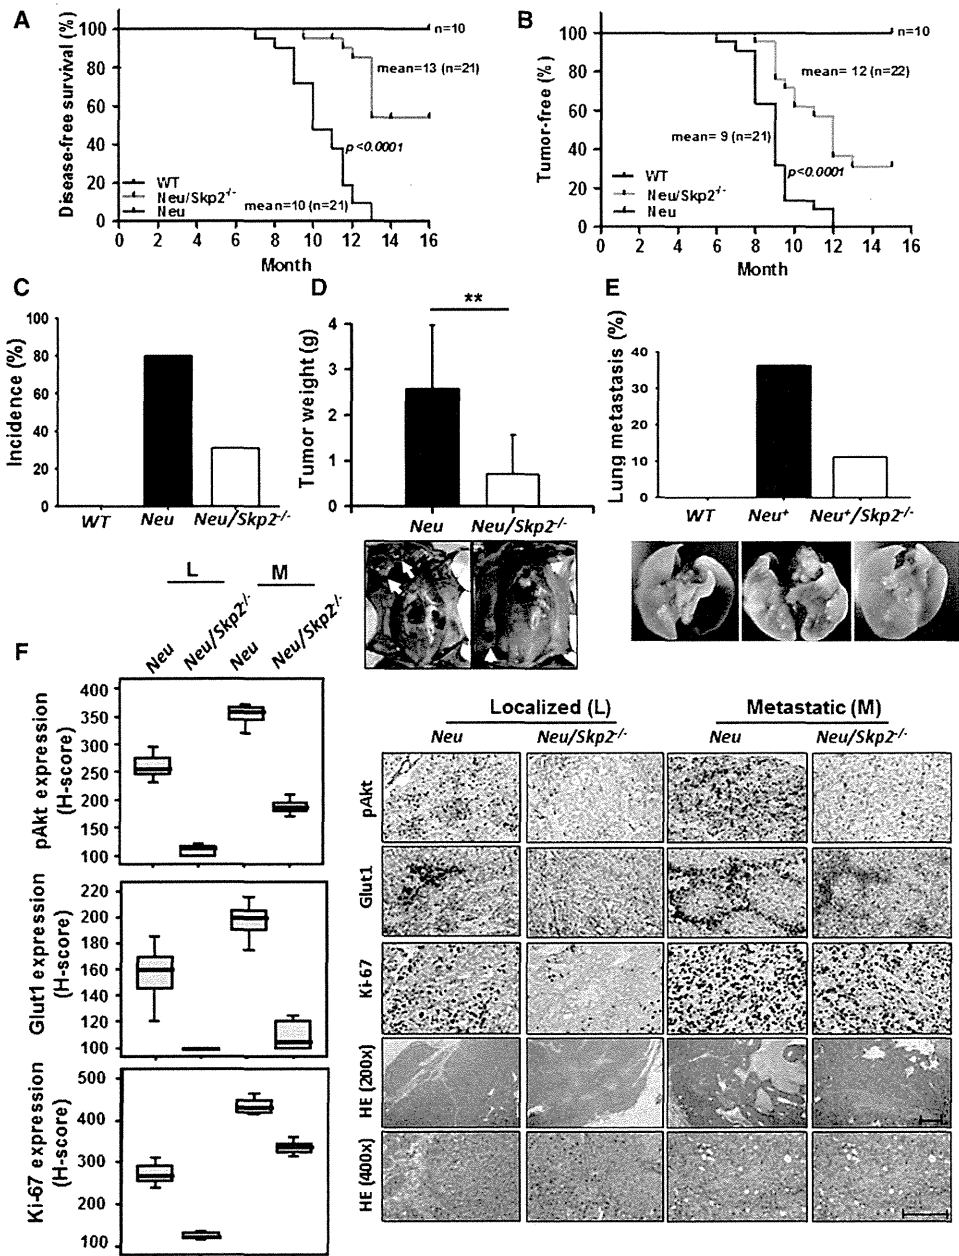 A
Disease-free survival (%)
100
80
60
40
20
0
n=10
mean=13 (n=21)
p<0.0001
mean=10 (n=21)
WT
Neu/Skp2-/-
Neu
0 2 4 6 8 10 12 14 16
Month
B
Tumor-free (%)
100
80
60
40
20
0
n=10
mean= 12 (n=22)
mean= 9 (n=21)
p<0.0001
WT
Neu/Skp2-/-
Neu
0 2 4 6 8 10 12 14 16
Month
C
Incidence (%)
100
80
60
40
20
0
WT Neu Neu/Skp2-/-
D
Tumor weight (g)
**
4
3
2
1
0
Neu Neu/Skp2-/-
E
Lung metastasis (%)
40
30
20
10
0
WT Neu+ Neu+/Skp2-/-
F
L M
Neu Neu/Skp2-/- Neu Neu/Skp2-/-
pAkt expression
(H-score)
400
350
300
250
200
150
100
Glut1 expression
(H-score)
220
200
180
160
140
120
100
Ki-67 expression
(H-score)
500
400
300
200
100
Localized (L) Metastatic (M)
Neu Neu/Skp2-/- Neu Neu/Skp2-/-
pAkt
Glut1
Ki-67
HE (200x)
HE (400x)